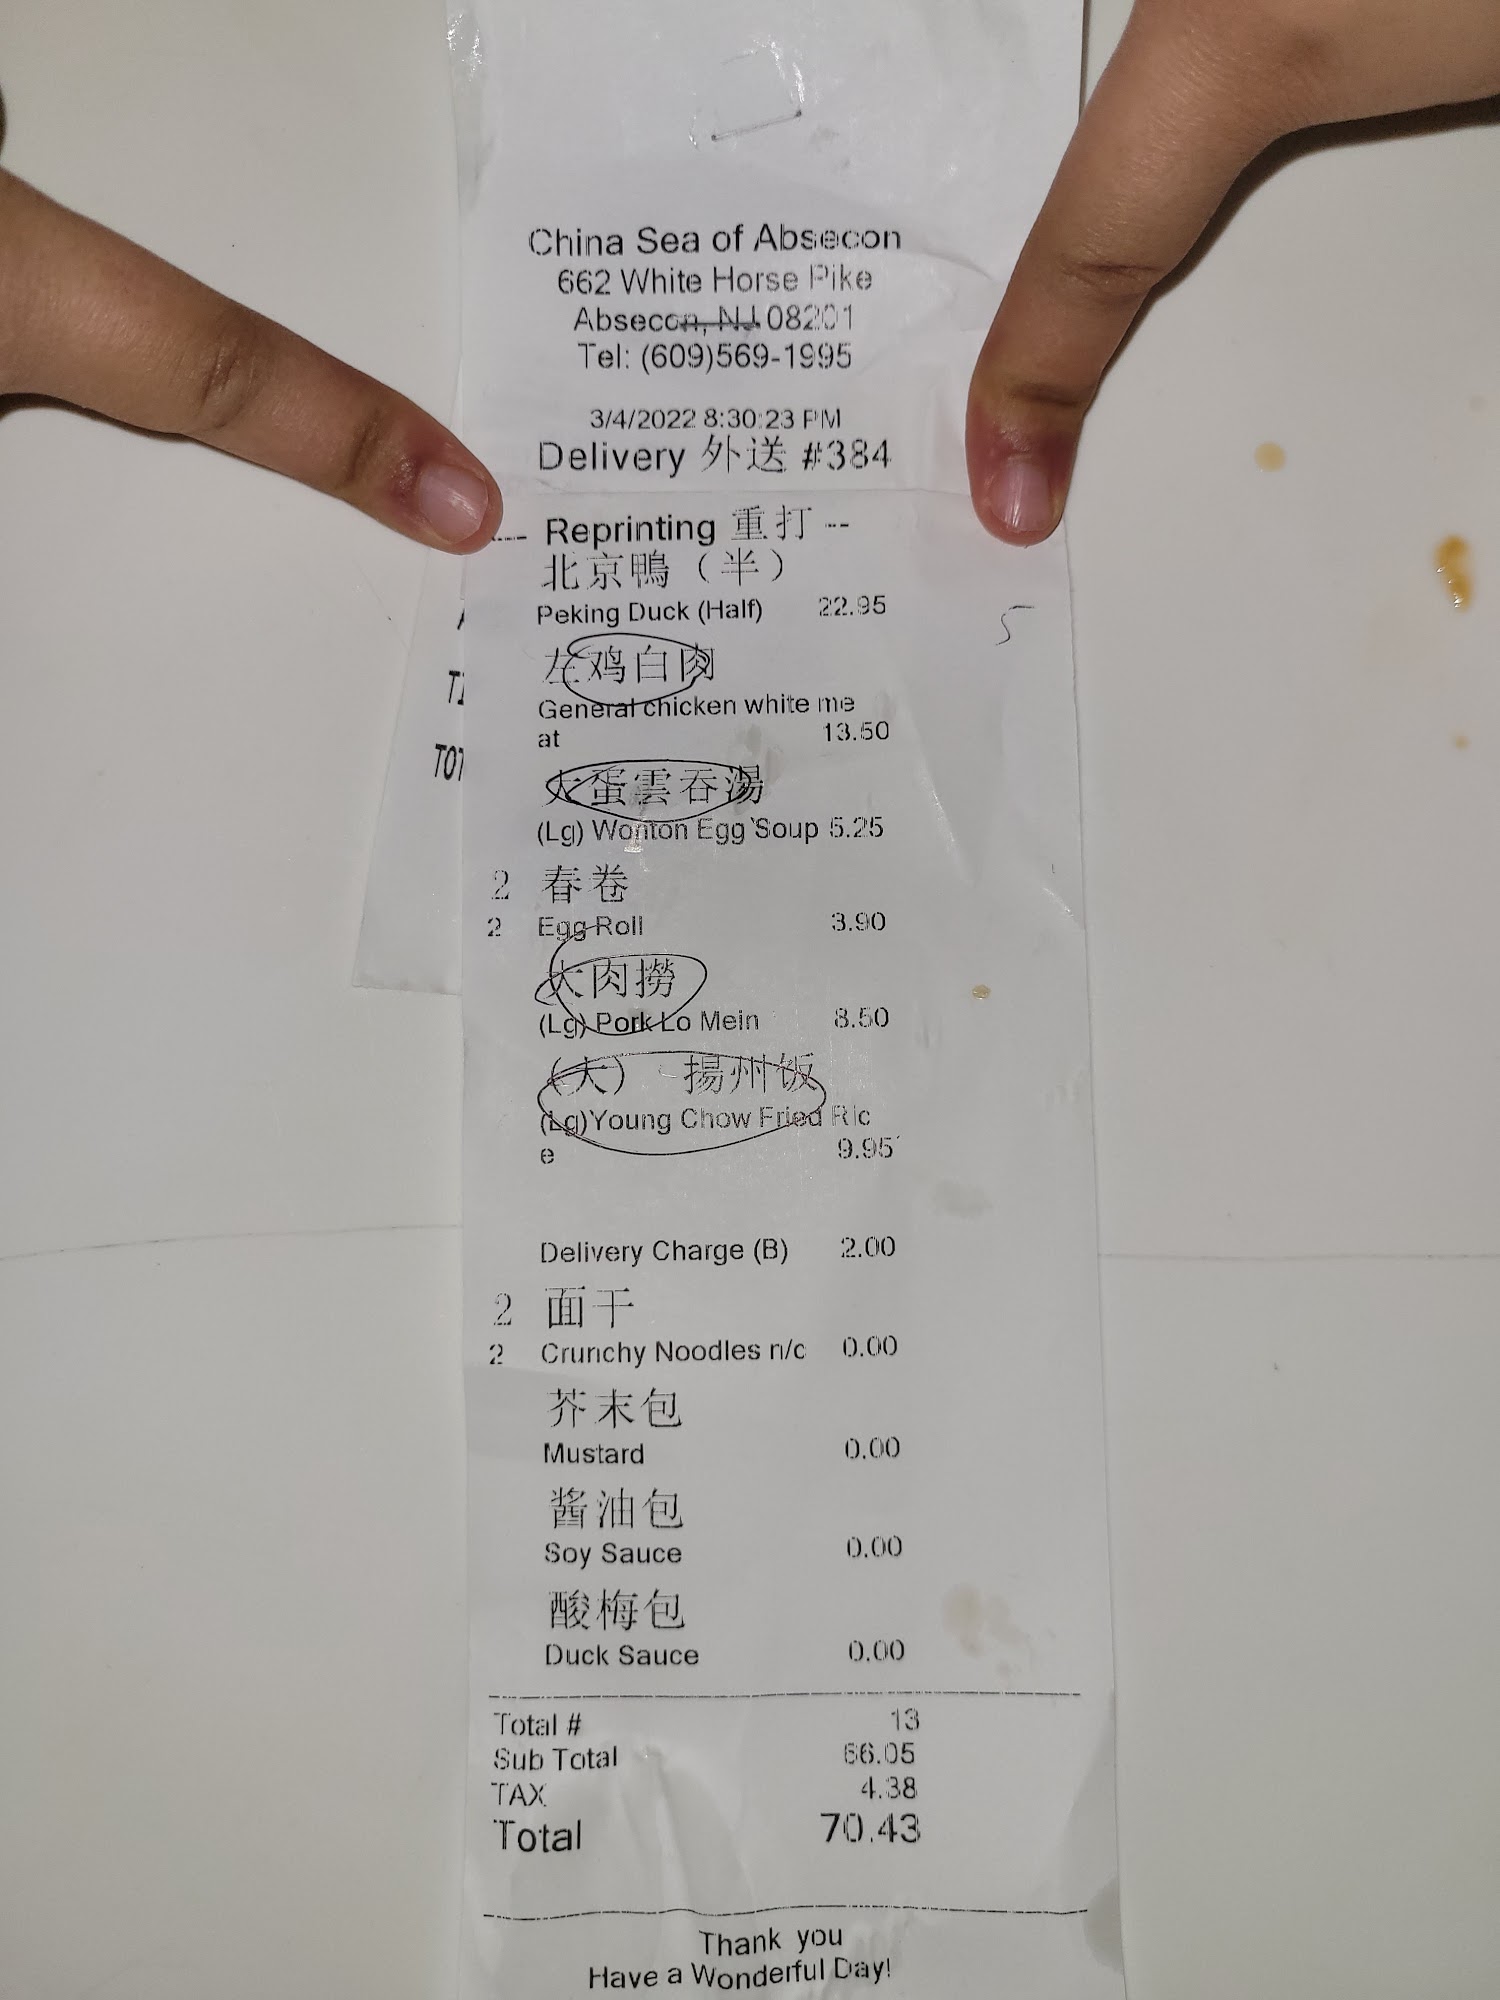 China Sea of Absecon
662 White Horse Pike
Absecon, NJ 08201
Tel: (609)569-1995
3/4/2022 8:30:23 PM
Delivery 外送 #384
--- Reprinting 重打 --
北京鴨（半）
Peking Duck (Half) 22.95
5
左鸡白肉
General chicken white me
at 13.50
大蛋雲吞湯
(Lg) Wonton Egg Soup 5.25
2 春卷
2 Egg Roll 3.90
大肉撈
(Lg) Pork Lo Mein 8.50
（大） 揚州饭
(Lg)Young Chow Fried Ric
e 9.95
Delivery Charge (B) 2.00
2 面干
2 Crunchy Noodles n/c 0.00
芥末包
Mustard 0.00
酱油包
Soy Sauce 0.00
酸梅包
Duck Sauce 0.00
Total # 13
Sub Total 66.05
TAX 4.38
Total 70.43
Thank you
Have a Wonderful Day!